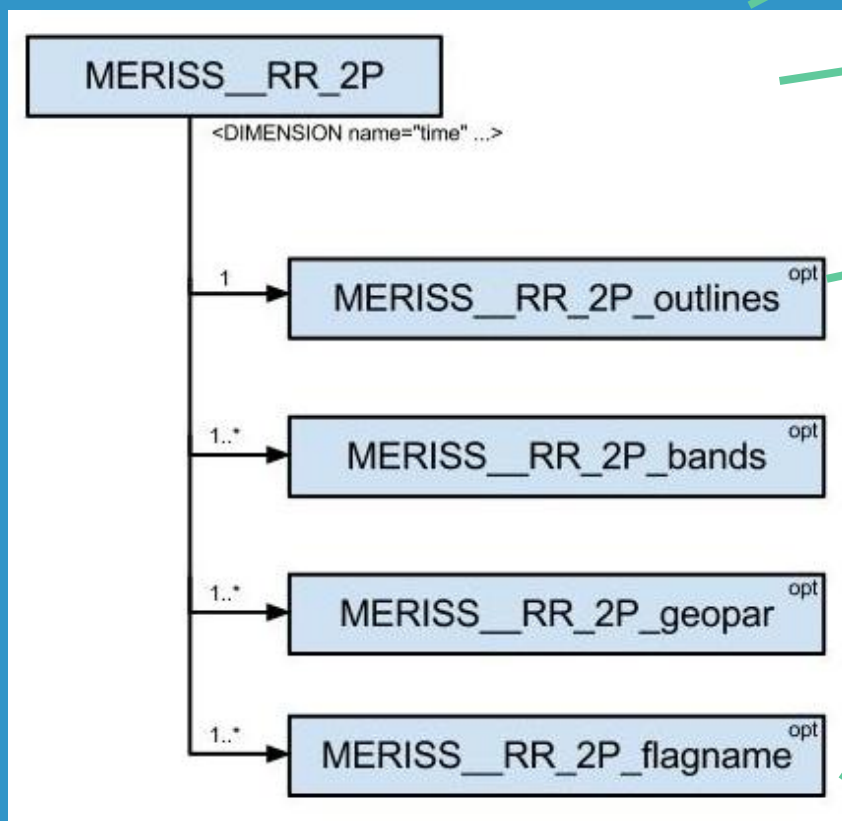 MERISS__RR_2P
<DIMENSION name="time" ...>
1
MERISS__RR_2P_outlines
opt
1..*
MERISS__RR_2P_bands
opt
1..*
MERISS__RR_2P_geopar
opt
1..*
MERISS__RR_2P_flagname
opt